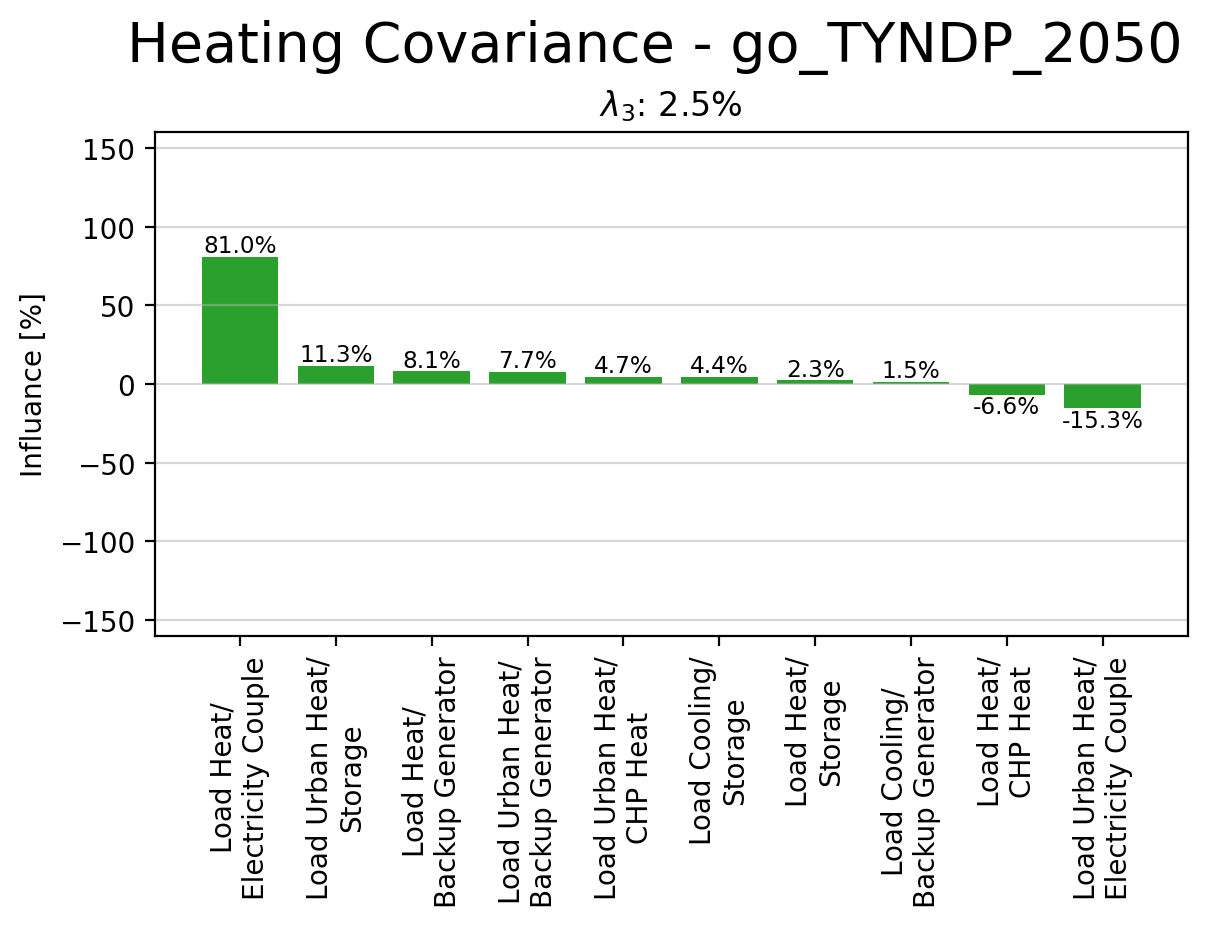 Heating Covariance - go_TYNDP_2050
λ₃: 2.5%
Influance [%]
150
100
50
0
−50
−100
−150
81.0%
11.3%
8.1%
7.7%
4.7%
4.4%
2.3%
1.5%
-6.6%
-15.3%
Load Heat/
Electricity Couple
Load Urban Heat/
Storage
Load Heat/
Backup Generator
Load Urban Heat/
Backup Generator
Load Urban Heat/
CHP Heat
Load Cooling/
Storage
Load Heat/
Storage
Load Cooling/
Backup Generator
Load Heat/
CHP Heat
Load Urban Heat/
Electricity Couple